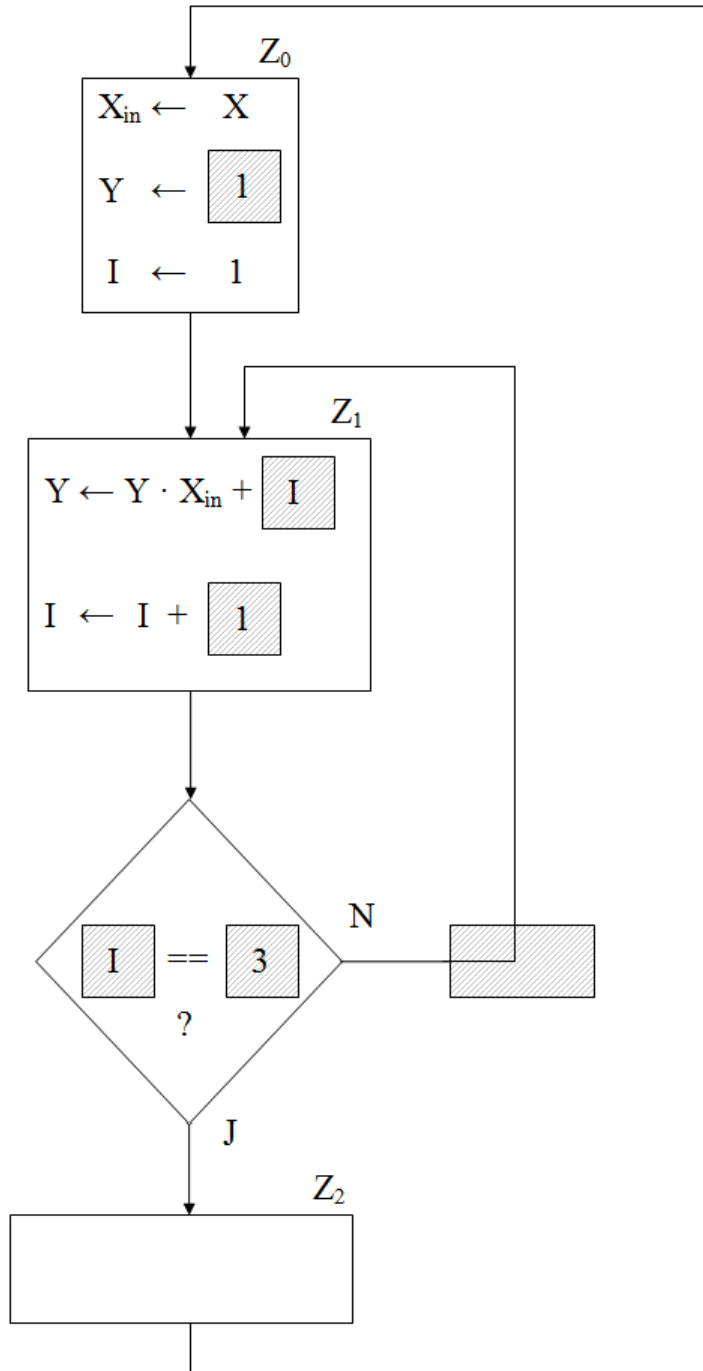 Z₀
Xᵢₙ ← X
Y ← 1
I ← 1
Z₁
Y ← Y · Xᵢₙ + I
I ← I + 1
N
I == 3
?
J
Z₂